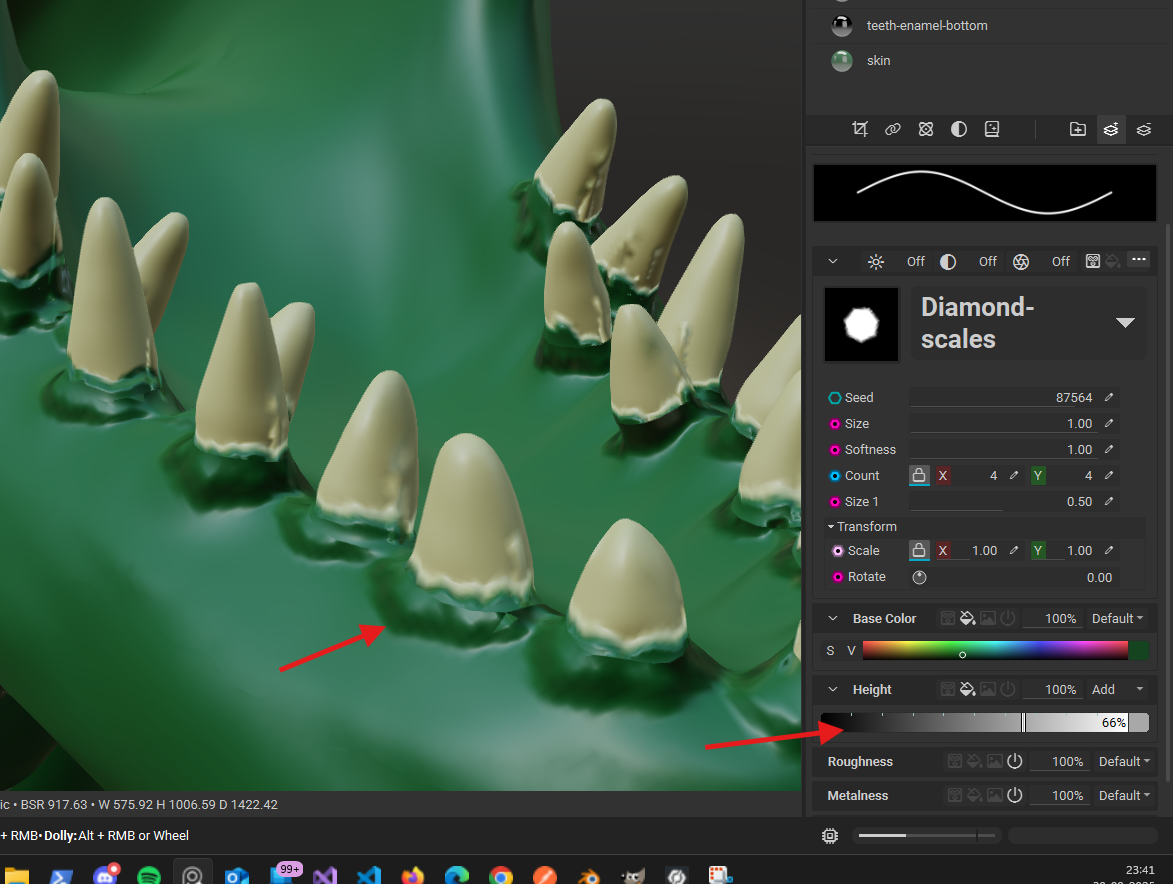 teeth-enamel-bottom
skin
Off Off Off
Diamond-
scales
Seed 87564
Size 1.00
Softness 1.00
Count X 4 Y 4
Size 1 0.50
Transform
Scale X 1.00 Y 1.00
Rotate 0.00
Base Color 100% Default
S V
Height 100% Add
66%
Roughness 100% Default
Metalness 100% Default
ic • BSR 917.63 • W 575.92 H 1006.59 D 1422.42
+ RMB•Dolly:Alt + RMB or Wheel
99+
23:41